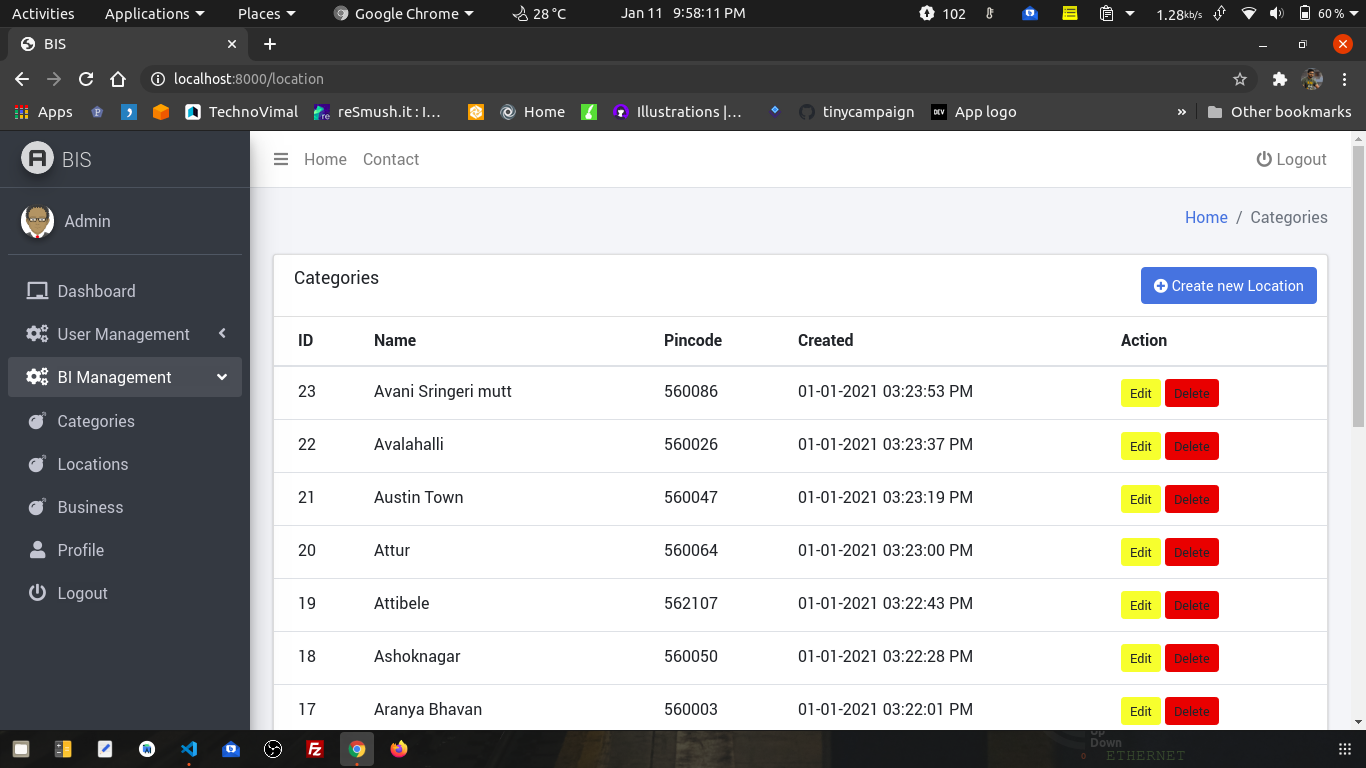 Activities Applications Places Google Chrome 28 °C Jan 11 9:58:11 PM 102 1.28kb/s 60 %
BIS
localhost:8000/location
Apps TechnoVimal reSmush.it : I… Home Illustrations |… tinycampaign DEV App logo » Other bookmarks
BIS
Home Contact Logout
Admin
Home / Categories
Categories
Create new Location
Dashboard
User Management
BI Management
Categories
Locations
Business
Profile
Logout
ID Name Pincode Created Action
23 Avani Sringeri mutt 560086 01-01-2021 03:23:53 PM Edit Delete
22 Avalahalli 560026 01-01-2021 03:23:37 PM Edit Delete
21 Austin Town 560047 01-01-2021 03:23:19 PM Edit Delete
20 Attur 560064 01-01-2021 03:23:00 PM Edit Delete
19 Attibele 562107 01-01-2021 03:22:43 PM Edit Delete
18 Ashoknagar 560050 01-01-2021 03:22:28 PM Edit Delete
17 Aranya Bhavan 560003 01-01-2021 03:22:01 PM Edit Delete
Up
Down
ETHERNET